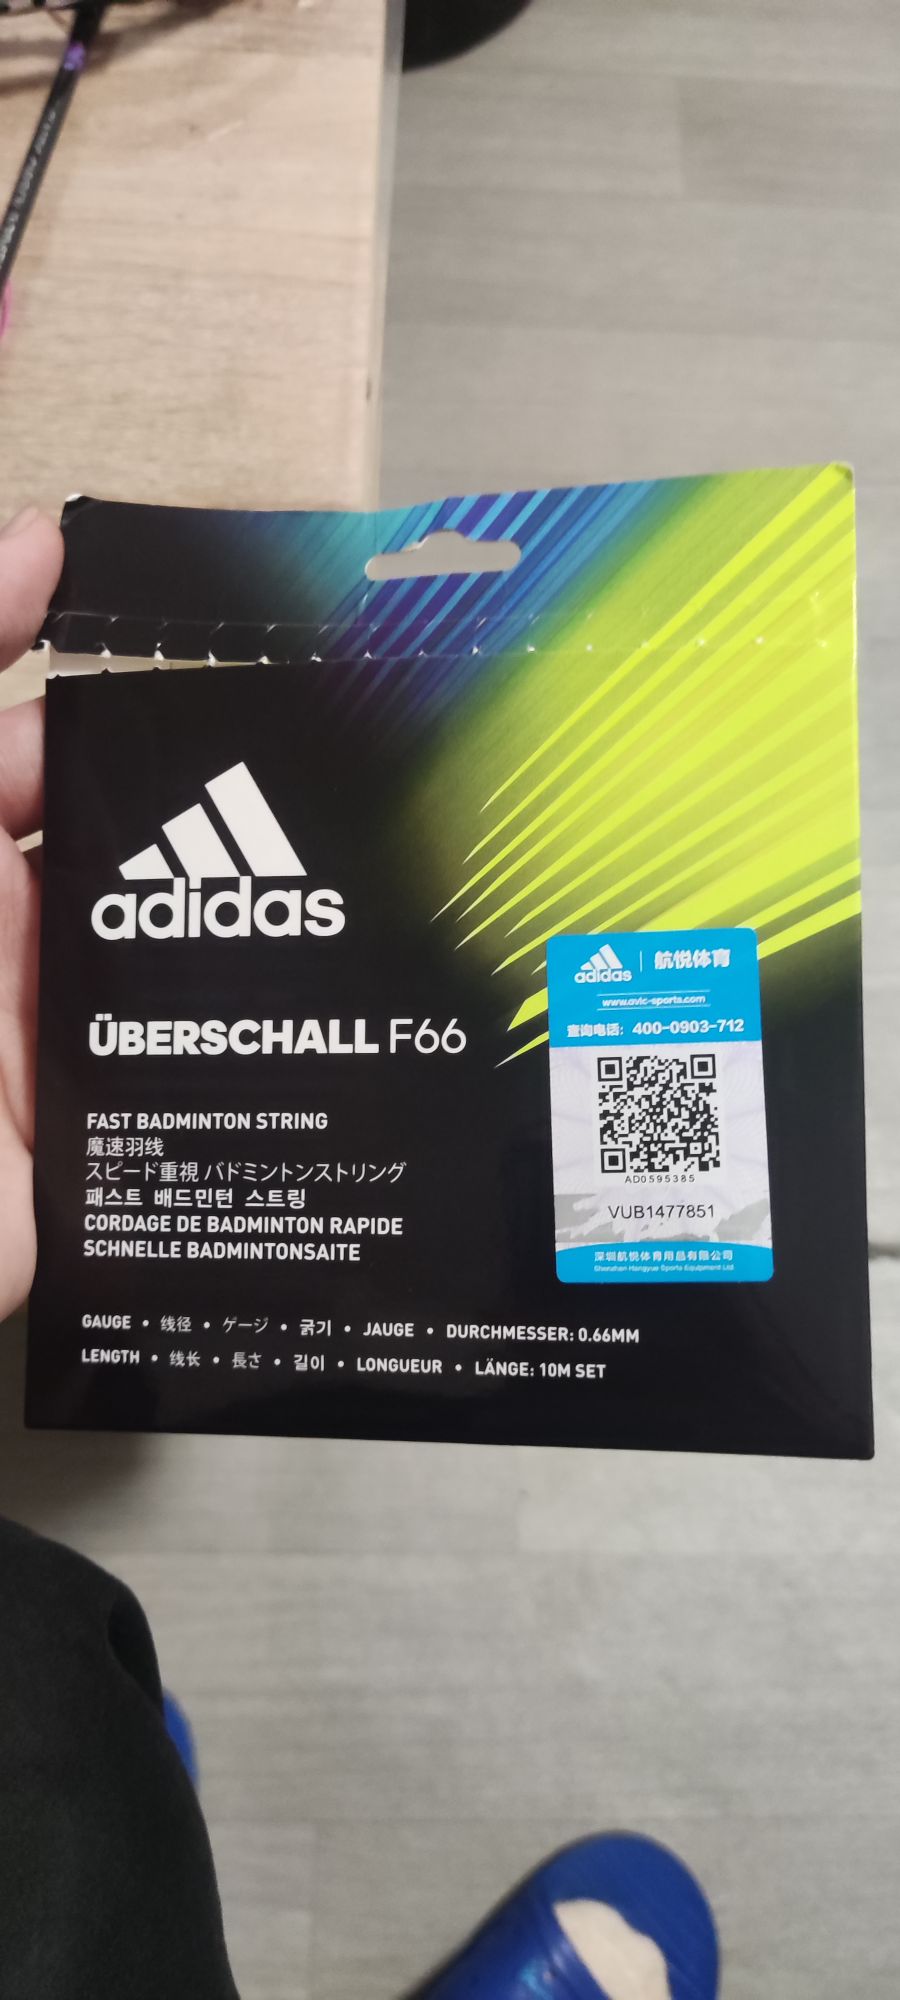 adidas
ÜBERSCHALL F66
FAST BADMINTON STRING
魔速羽线
スピード重視 バドミントンストリング
패스트 배드민턴 스트링
CORDAGE DE BADMINTON RAPIDE
SCHNELLE BADMINTONSAITE
GAUGE • 线径 • ゲージ • 굵기 • JAUGE • DURCHMESSER: 0.66MM
LENGTH • 线长 • 長さ • 길이 • LONGUEUR • LÄNGE: 10M SET
adidas | 航悦体育
www.avic-sports.com
查询电话: 400-0903-712
AD0595385
VUB1477851
深圳航悦体育用品有限公司
Shenzhen Hangyue Sports Equipment Ltd